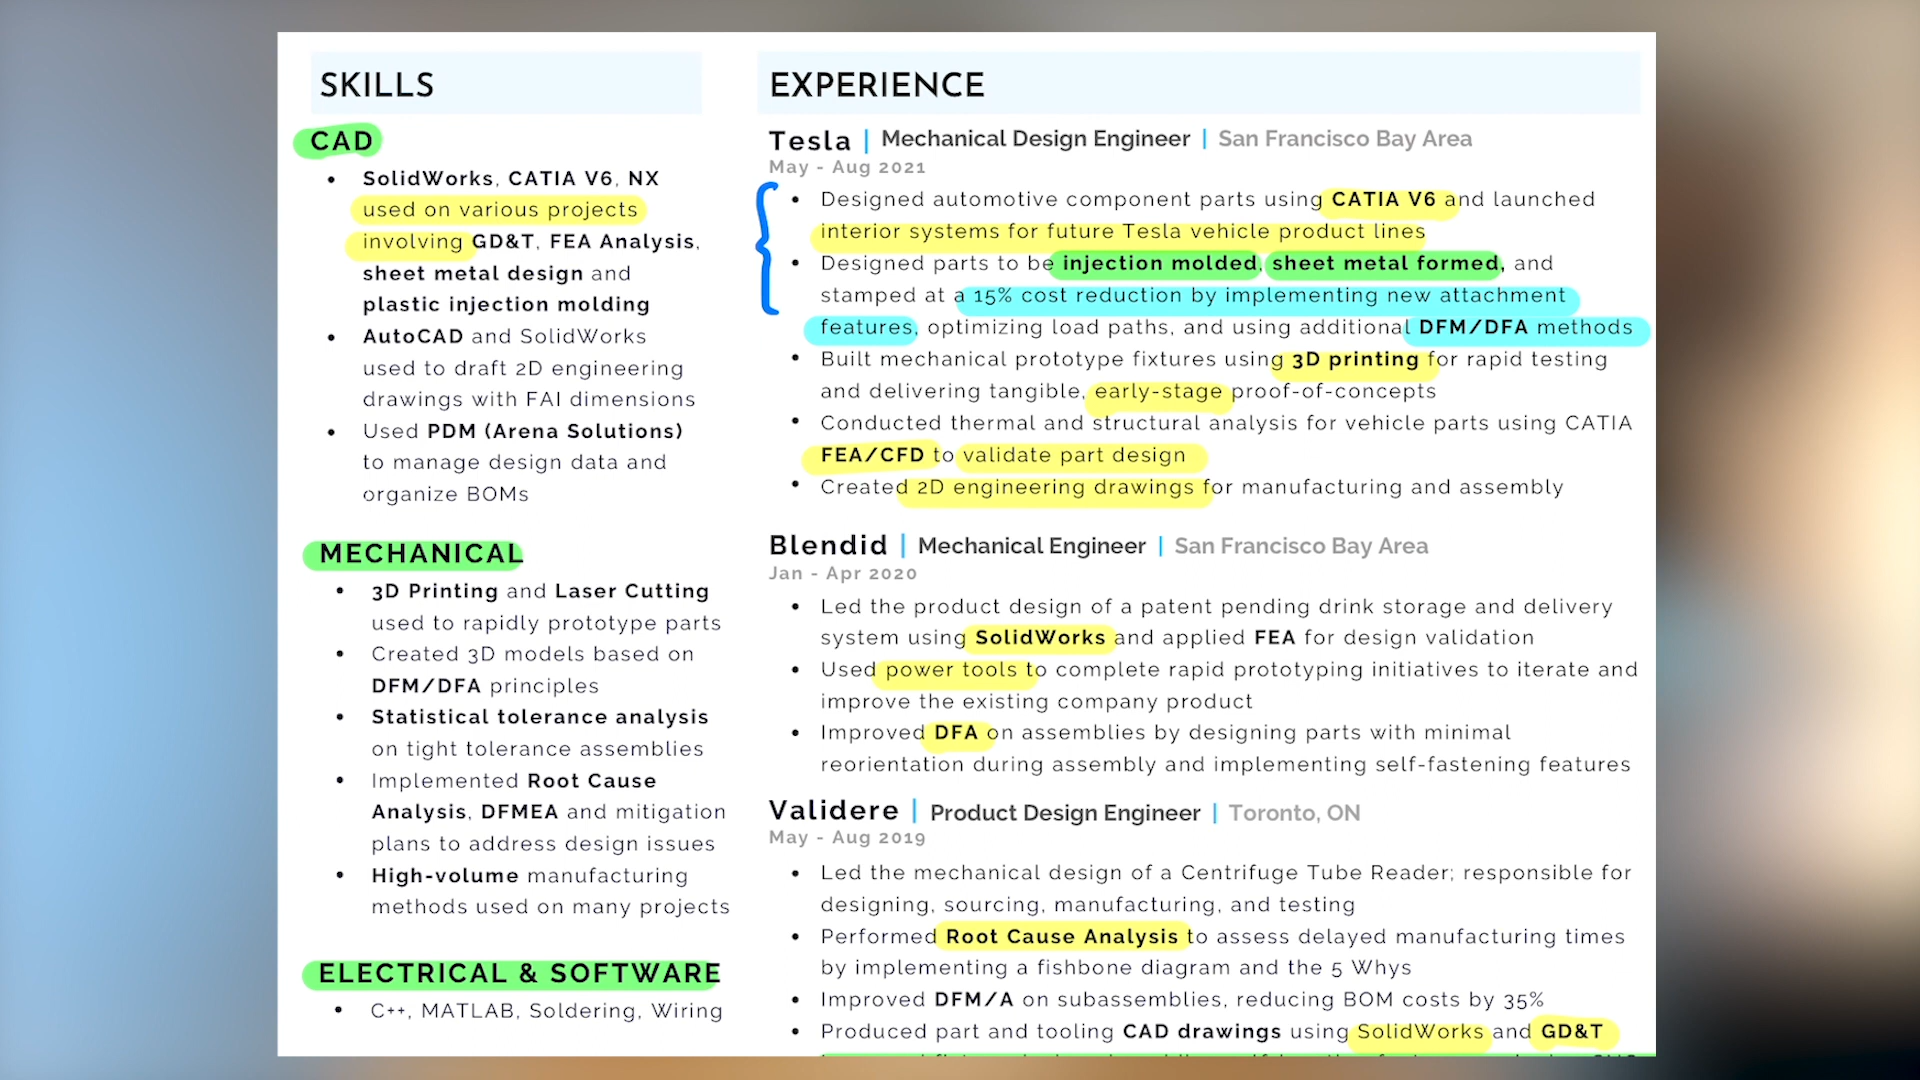 SKILLS
CAD
• SolidWorks, CATIA V6, NX
used on various projects
involving GD&T, FEA Analysis,
sheet metal design and
plastic injection molding
• AutoCAD and SolidWorks
used to draft 2D engineering
drawings with FAI dimensions
• Used PDM (Arena Solutions)
to manage design data and
organize BOMs
MECHANICAL
• 3D Printing and Laser Cutting
used to rapidly prototype parts
• Created 3D models based on
DFM/DFA principles
• Statistical tolerance analysis
on tight tolerance assemblies
• Implemented Root Cause
Analysis, DFMEA and mitigation
plans to address design issues
• High-volume manufacturing
methods used on many projects
ELECTRICAL & SOFTWARE
• C++, MATLAB, Soldering, Wiring
EXPERIENCE
Tesla | Mechanical Design Engineer | San Francisco Bay Area
May - Aug 2021
• Designed automotive component parts using CATIA V6 and launched
interior systems for future Tesla vehicle product lines
• Designed parts to be injection molded, sheet metal formed, and
stamped at a 15% cost reduction by implementing new attachment
features, optimizing load paths, and using additional DFM/DFA methods
• Built mechanical prototype fixtures using 3D printing for rapid testing
and delivering tangible, early-stage proof-of-concepts
• Conducted thermal and structural analysis for vehicle parts using CATIA
FEA/CFD to validate part design
• Created 2D engineering drawings for manufacturing and assembly
Blendid | Mechanical Engineer | San Francisco Bay Area
Jan - Apr 2020
• Led the product design of a patent pending drink storage and delivery
system using SolidWorks and applied FEA for design validation
• Used power tools to complete rapid prototyping initiatives to iterate and
improve the existing company product
• Improved DFA on assemblies by designing parts with minimal
reorientation during assembly and implementing self-fastening features
Validere | Product Design Engineer | Toronto, ON
May - Aug 2019
• Led the mechanical design of a Centrifuge Tube Reader; responsible for
designing, sourcing, manufacturing, and testing
• Performed Root Cause Analysis to assess delayed manufacturing times
by implementing a fishbone diagram and the 5 Whys
• Improved DFM/A on subassemblies, reducing BOM costs by 35%
• Produced part and tooling CAD drawings using SolidWorks and GD&T